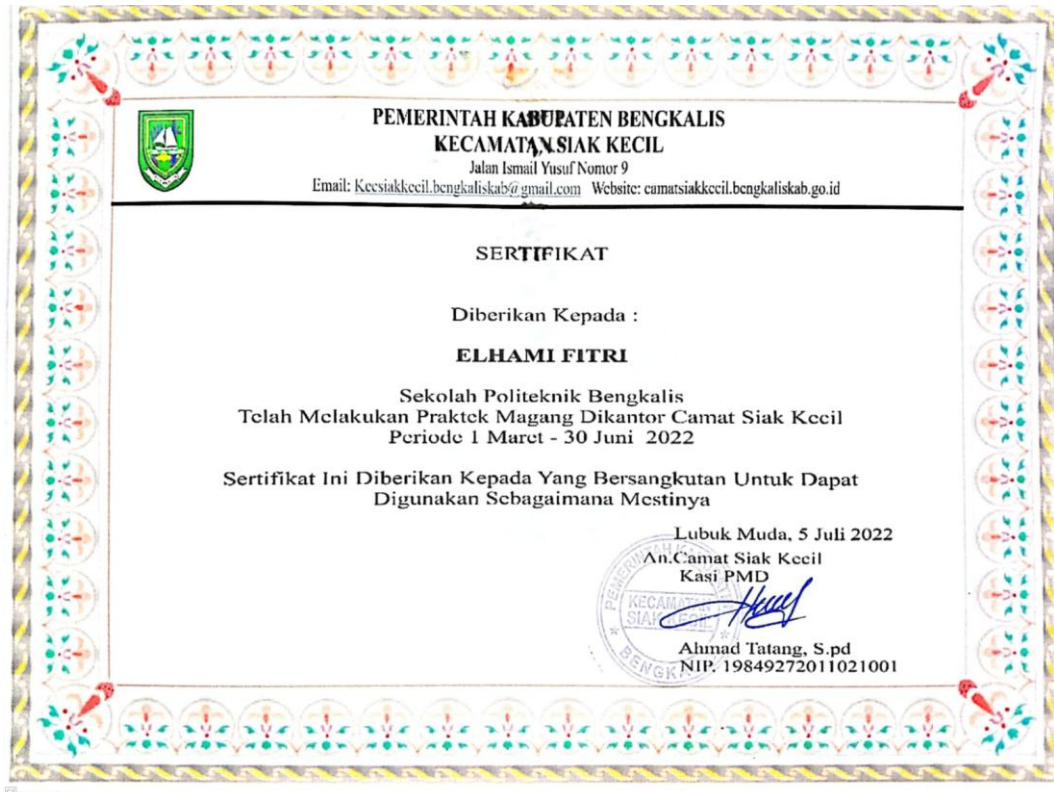 PEMERINTAH KABUPATEN BENGKALIS
KECAMATAN SIAK KECIL
Jalan Ismail Yusuf Nomor 9
Email: Kecsiakkecil.bengkaliskab@gmail.com Website: camatsiakkecil.bengkaliskab.go.id
SERTIFIKAT
Diberikan Kepada :
ELHAMI FITRI
Sekolah Politeknik Bengkalis
Telah Melakukan Praktek Magang Dikantor Camat Siak Kecil
Periode 1 Maret - 30 Juni 2022
Sertifikat Ini Diberikan Kepada Yang Bersangkutan Untuk Dapat
Digunakan Sebagaimana Mestinya
Lubuk Muda, 5 Juli 2022
An.Camat Siak Kecil
Kasi PMD
KECAMATAN
SIAK KECIL
Ahmad Tatang, S.pd
NIP. 19849272011021001